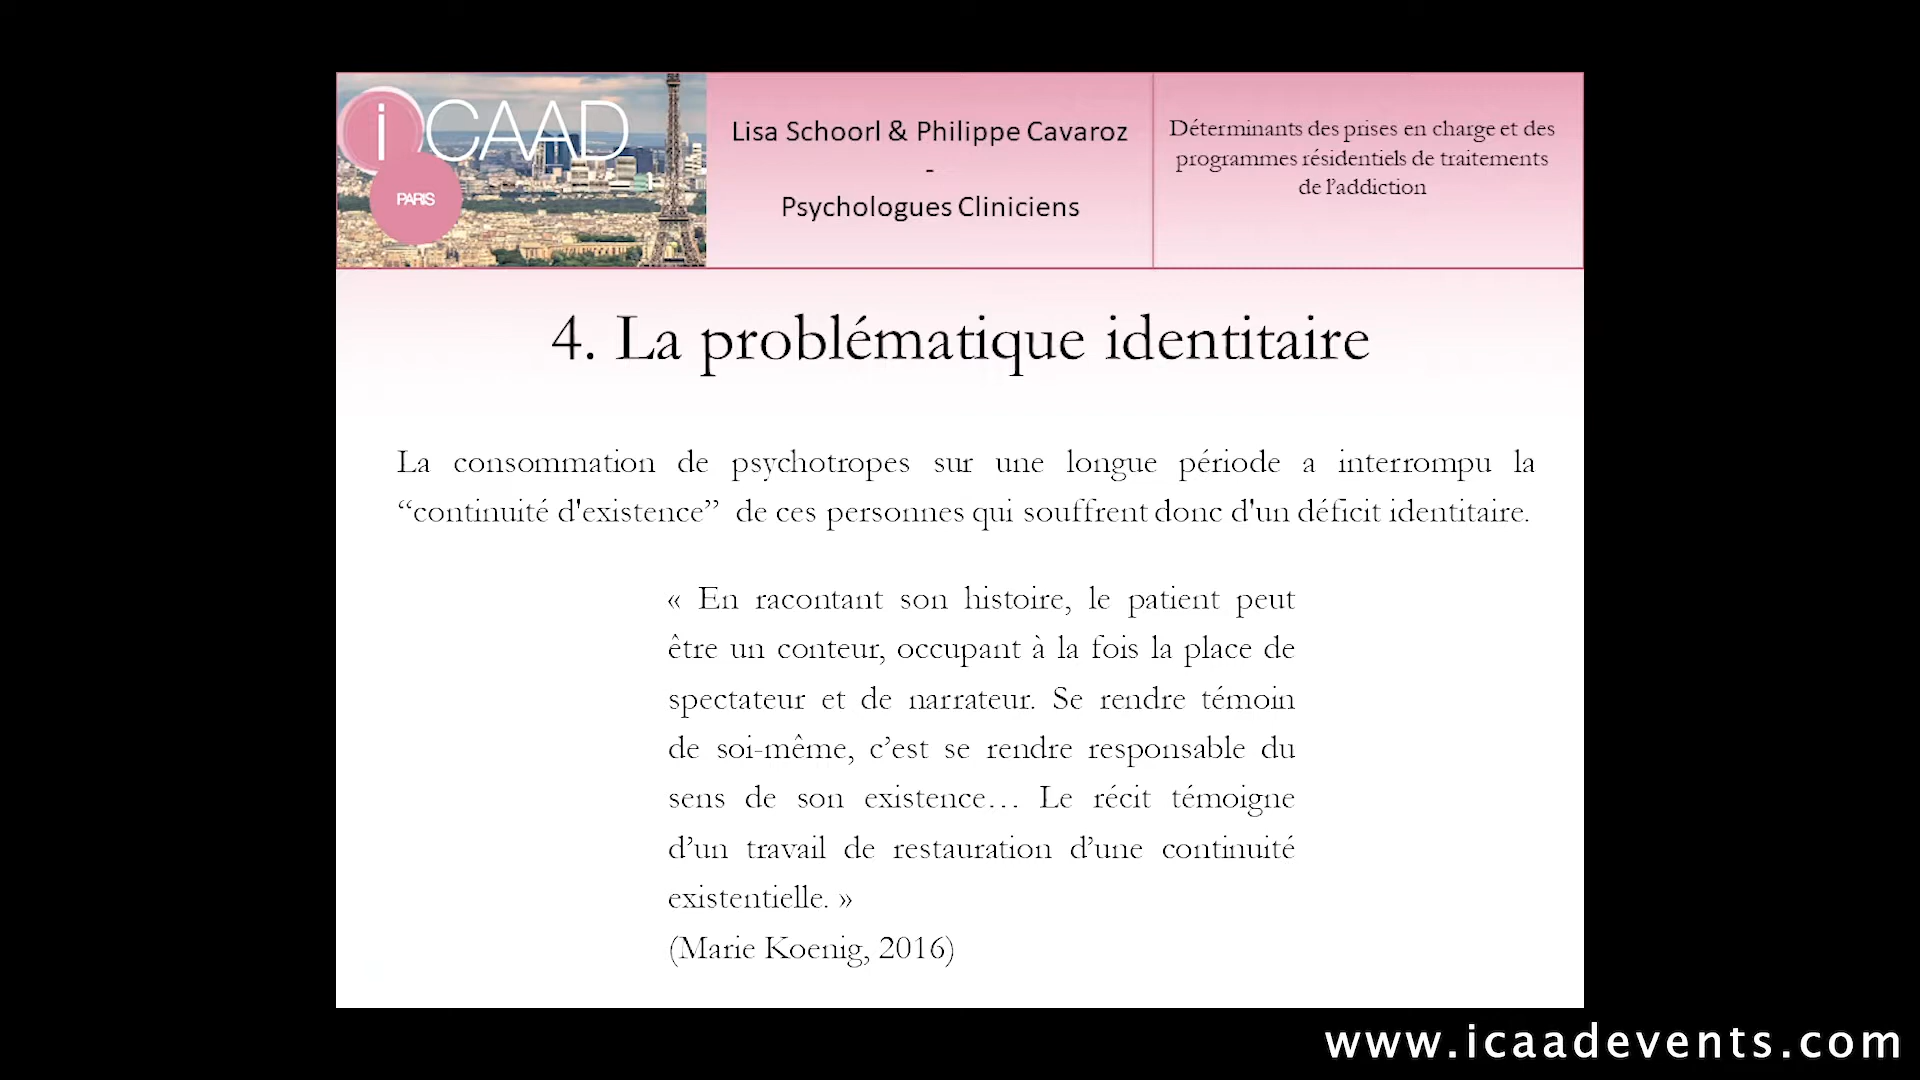 iCAAD
PARIS
Lisa Schoorl & Philippe Cavaroz
-
Psychologues Cliniciens
Déterminants des prises en charge et des
programmes résidentiels de traitements
de l’addiction
4. La problématique identitaire
La consommation de psychotropes sur une longue période a interrompu la
“continuité d'existence” de ces personnes qui souffrent donc d'un déficit identitaire.
« En racontant son histoire, le patient peut
être un conteur, occupant à la fois la place de
spectateur et de narrateur. Se rendre témoin
de soi-même, c’est se rendre responsable du
sens de son existence… Le récit témoigne
d’un travail de restauration d’une continuité
existentielle. »
(Marie Koenig, 2016)
www.icaadevents.com